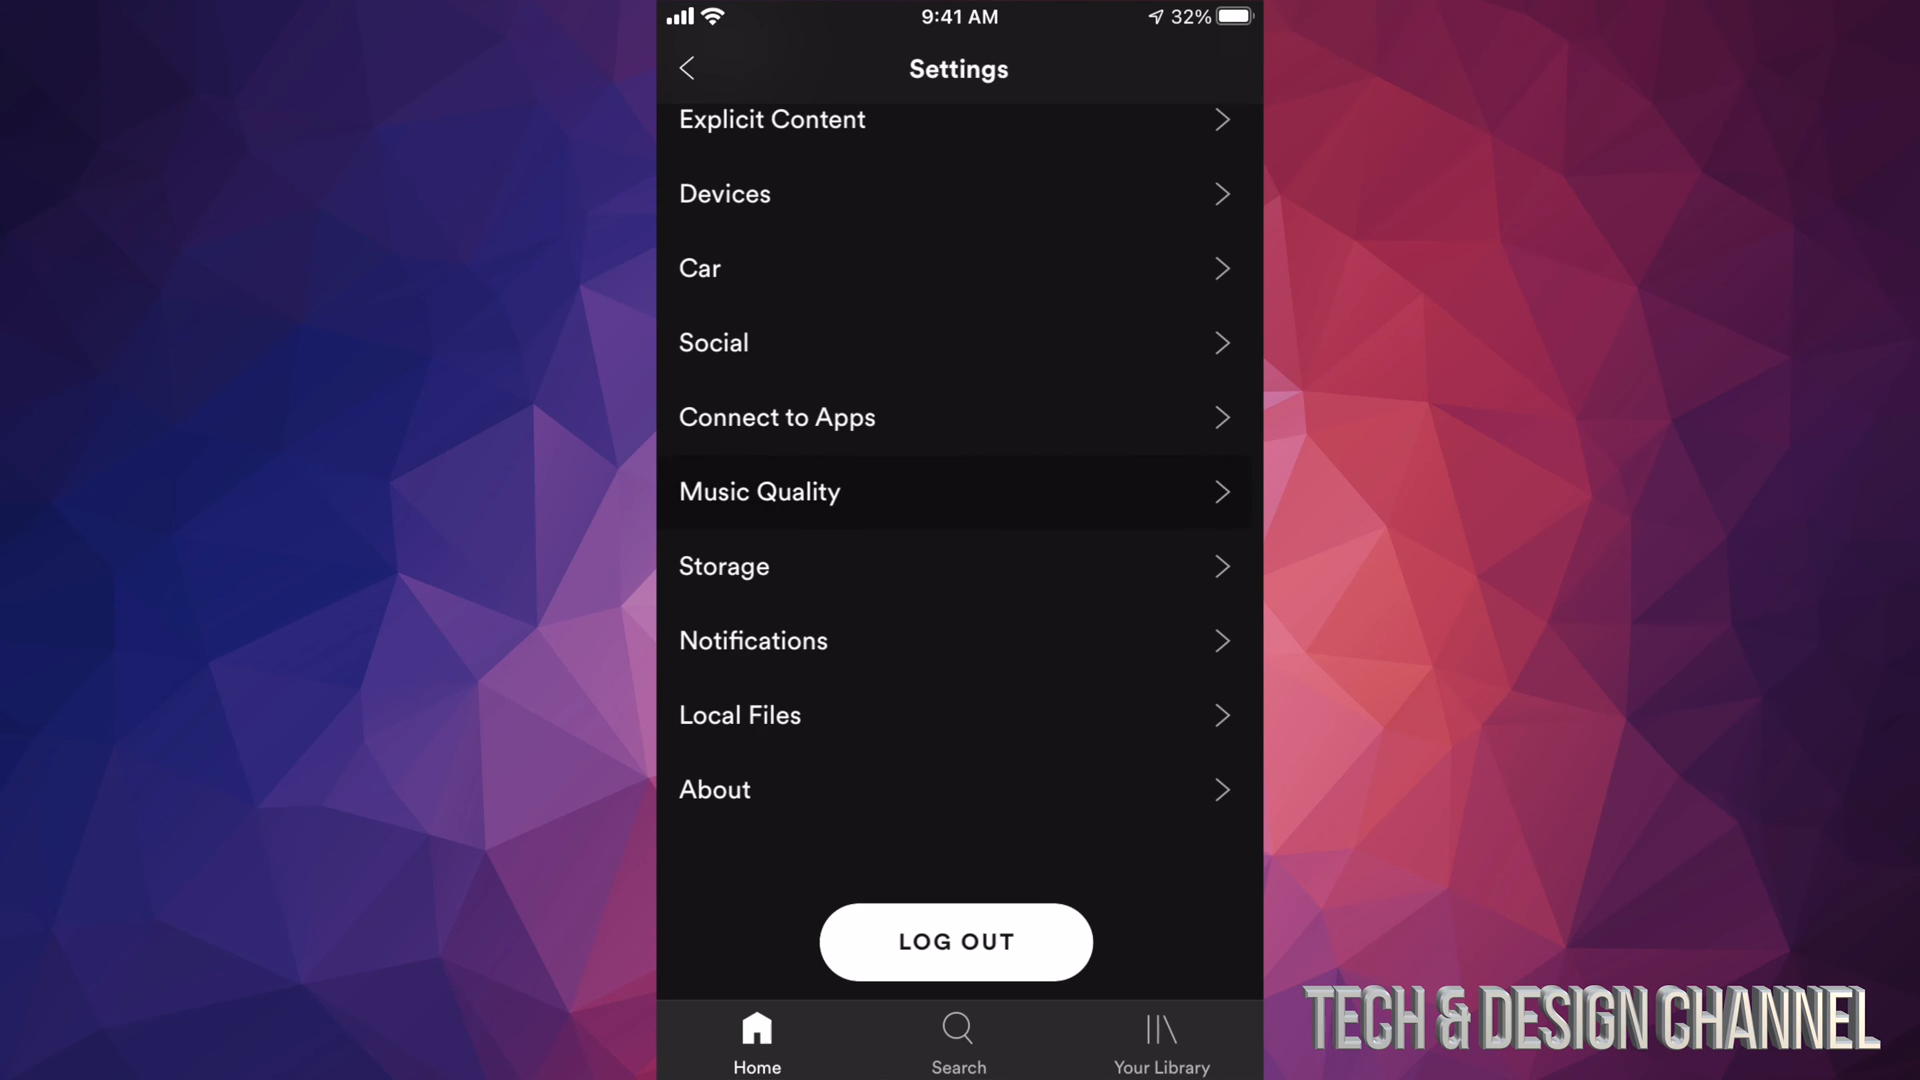 9:41 AM
32%
Settings
Explicit Content
Devices
Car
Social
Connect to Apps
Music Quality
Storage
Notifications
Local Files
About
LOG OUT
Home
Search
Your Library
TECH & DESIGN CHANNEL